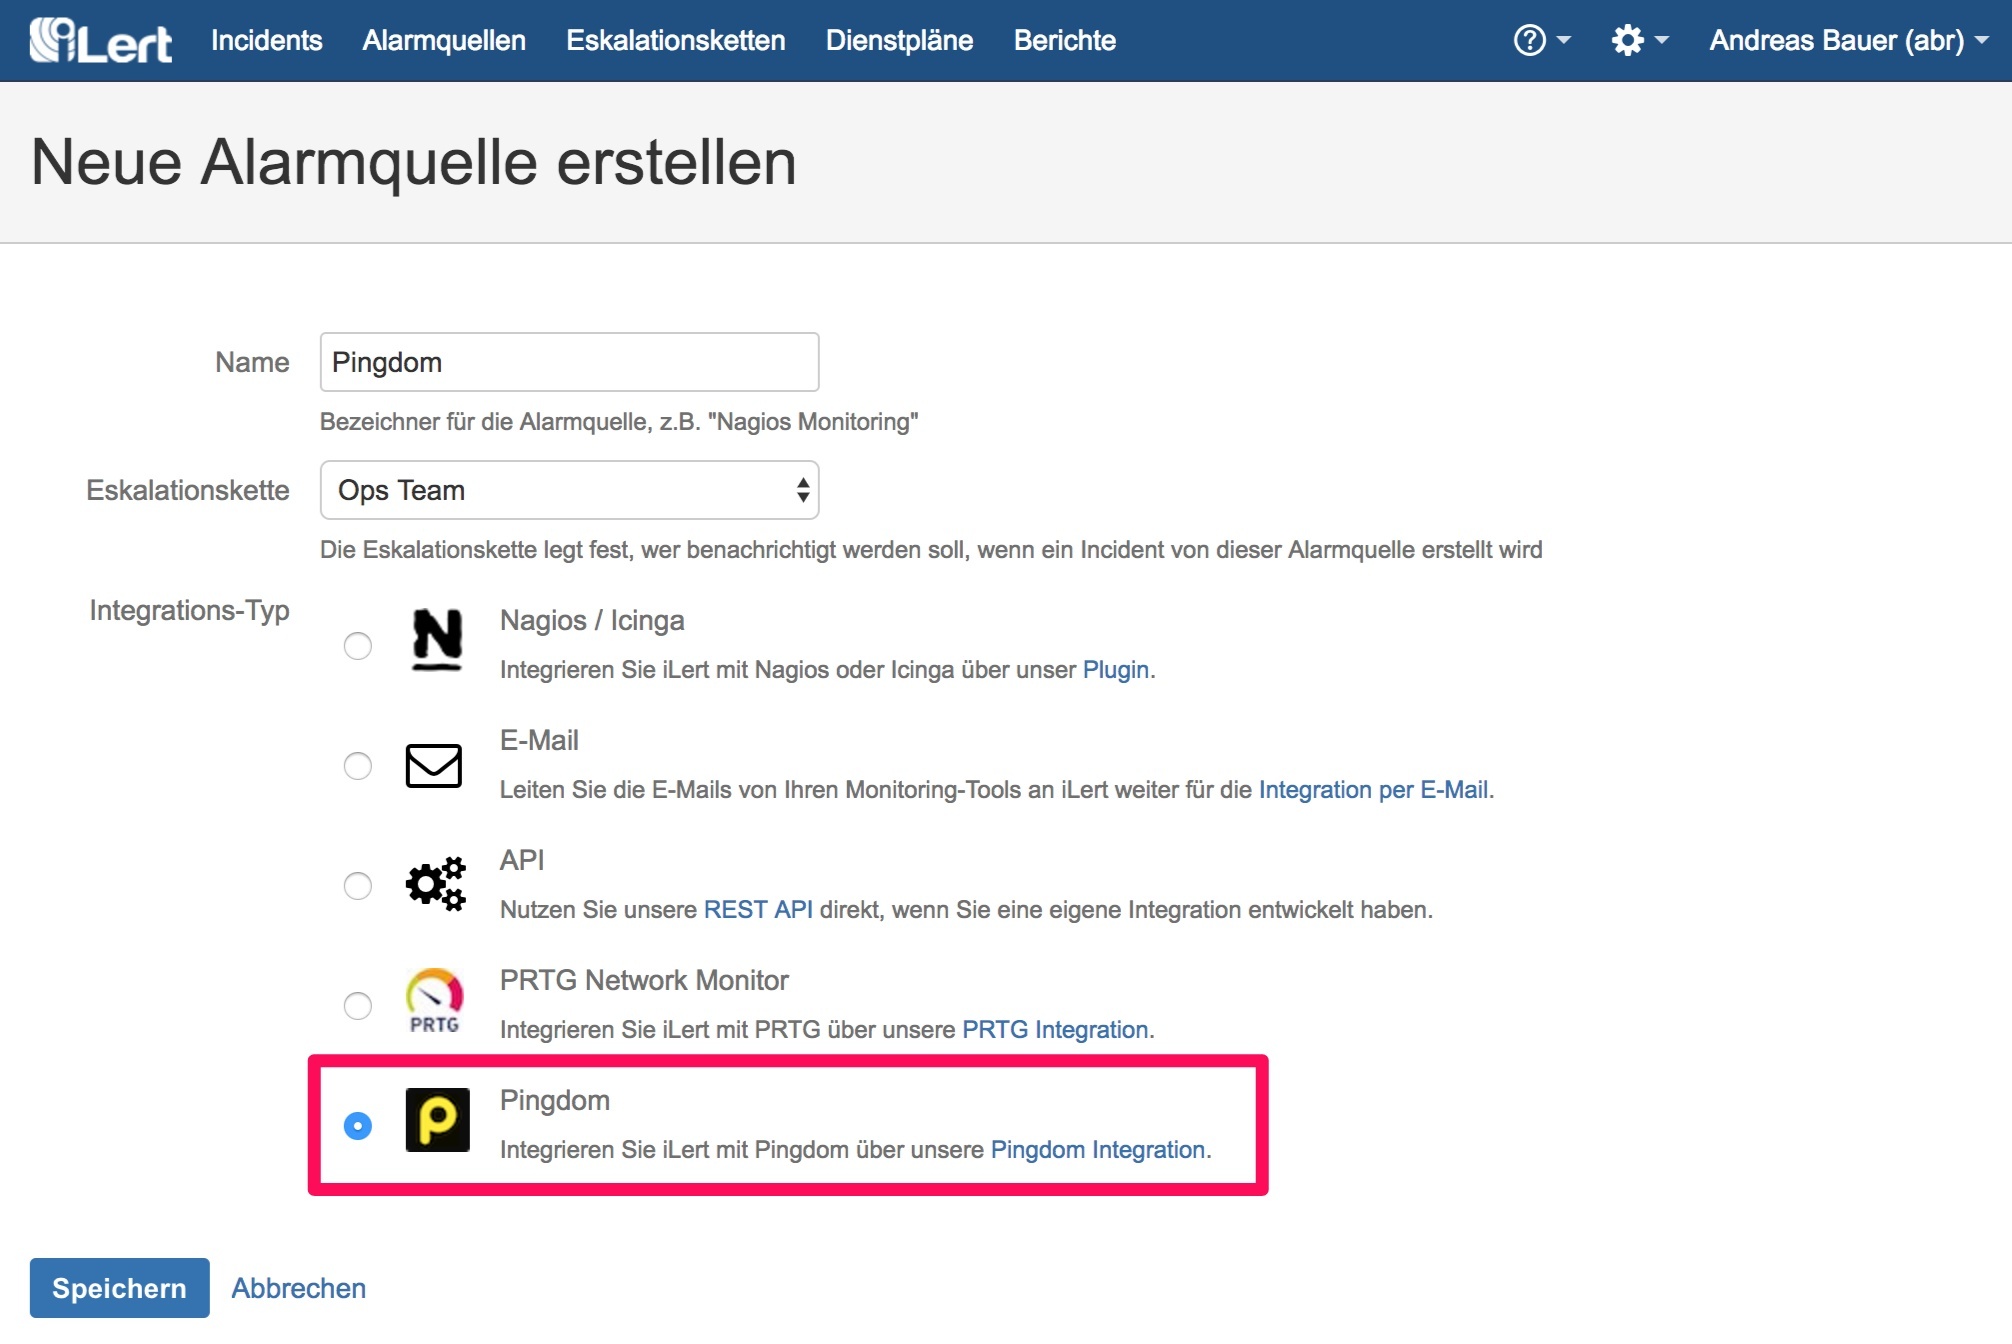 iLert Incidents Alarmquellen Eskalationsketten Dienstpläne Berichte Andreas Bauer (abr)
Neue Alarmquelle erstellen
Name Pingdom
Bezeichner für die Alarmquelle, z.B. "Nagios Monitoring"
Eskalationskette Ops Team
Die Eskalationskette legt fest, wer benachrichtigt werden soll, wenn ein Incident von dieser Alarmquelle erstellt wird
Integrations-Typ
N
Nagios / Icinga
Integrieren Sie iLert mit Nagios oder Icinga über unser Plugin.
E-Mail
Leiten Sie die E-Mails von Ihren Monitoring-Tools an iLert weiter für die Integration per E-Mail.
API
Nutzen Sie unsere REST API direkt, wenn Sie eine eigene Integration entwickelt haben.
PRTG Network Monitor
PRTG
Integrieren Sie iLert mit PRTG über unsere PRTG Integration.
Pingdom
Integrieren Sie iLert mit Pingdom über unsere Pingdom Integration.
Speichern Abbrechen